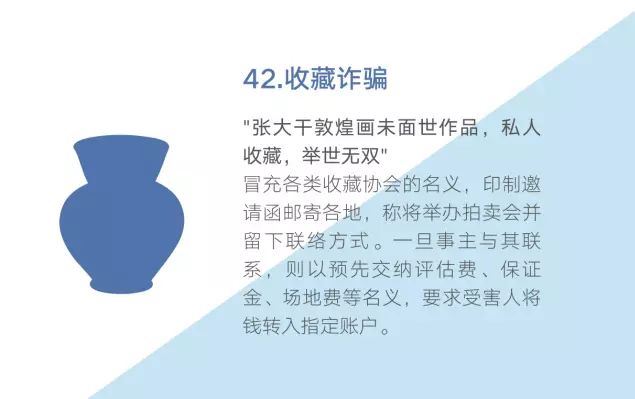 42.收藏诈骗
"张大干敦煌画未面世作品，私人
收藏，举世无双"
冒充各类收藏协会的名义，印制邀
请函邮寄各地，称将举办拍卖会并
留下联络方式。一旦事主与其联
系，则以预先交纳评估费、保证
金、场地费等名义，要求受害人将
钱转入指定账户。